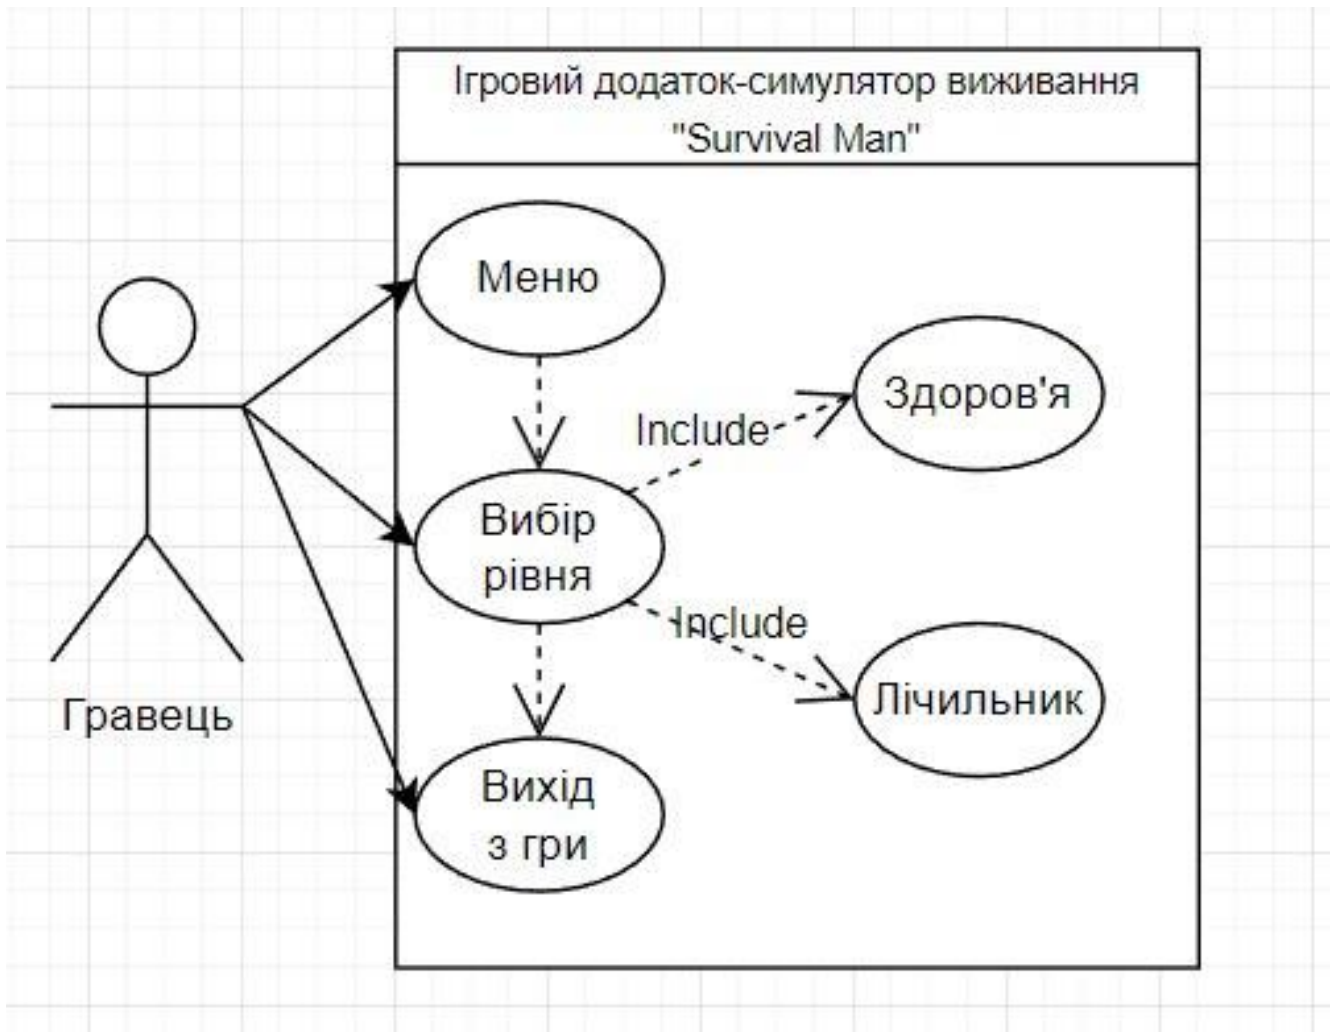 Ігровий додаток-симулятор виживання
"Survival Man"
Меню
Здоров'я
Include
Вибір
рівня
Include
Лічильник
Гравець
Вихід
з гри